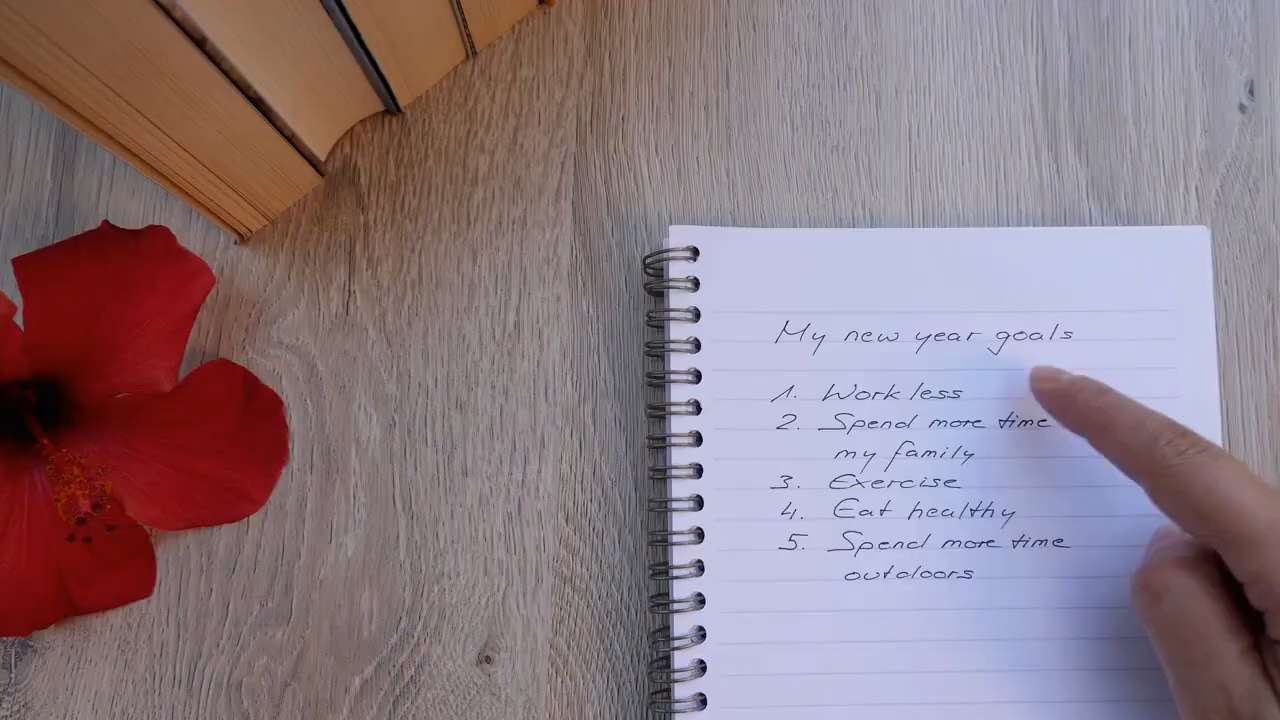 My new year goals
1. Work less
2. Spend more time
my family
3. Exercise
4. Eat healthy
5. Spend more time
outdoors